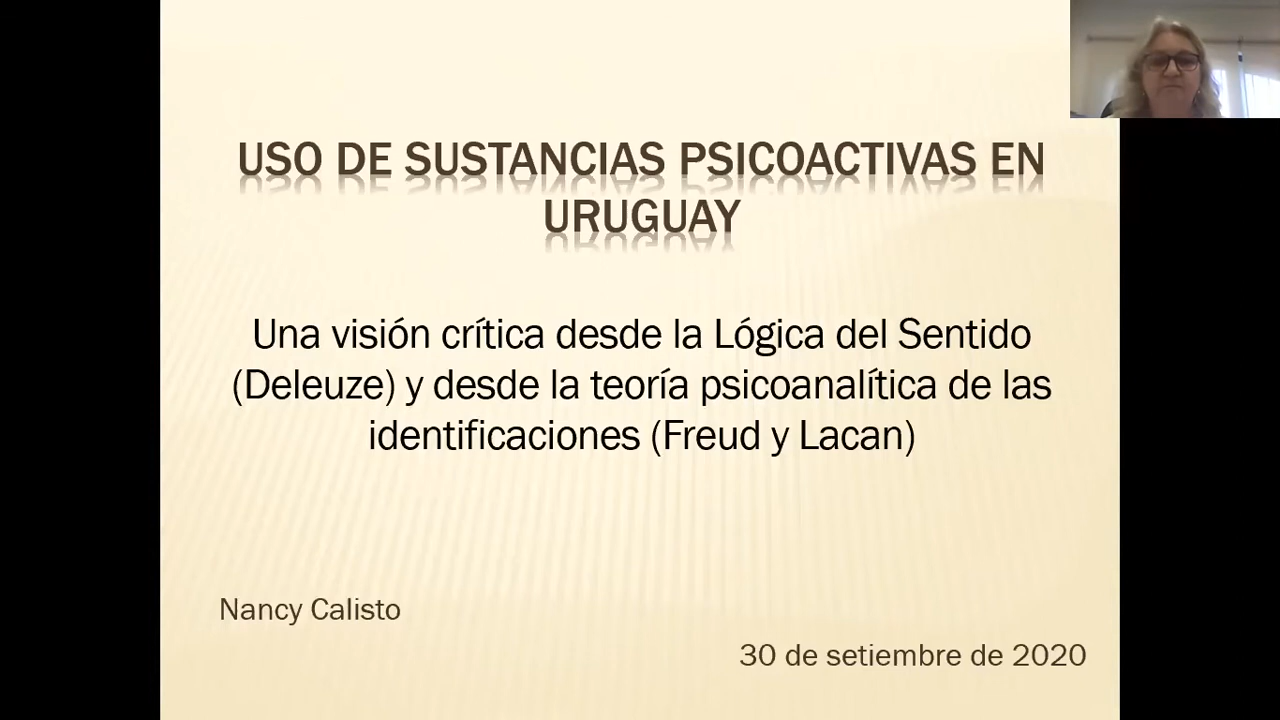 USO DE SUSTANCIAS PSICOACTIVAS EN
URUGUAY
Una visión crítica desde la Lógica del Sentido
(Deleuze) y desde la teoría psicoanalítica de las
identificaciones (Freud y Lacan)
Nancy Calisto
30 de setiembre de 2020